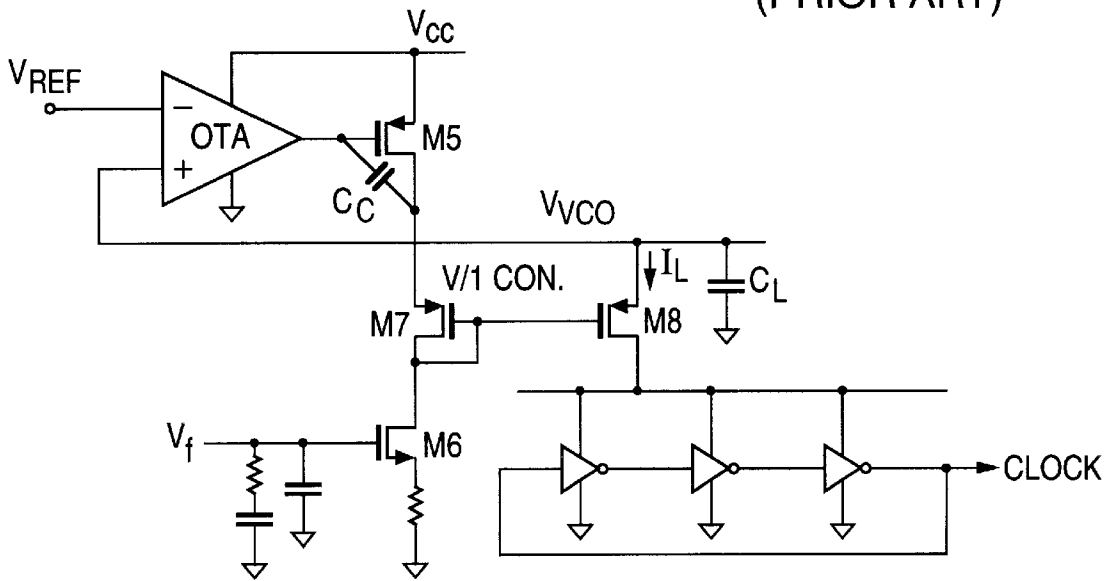 (PRIOR ART)
VCC
VREF
−
OTA
+
M5
CC
VVCO
IL
CL
V/1 CON.
M7
M8
Vf
M6
CLOCK